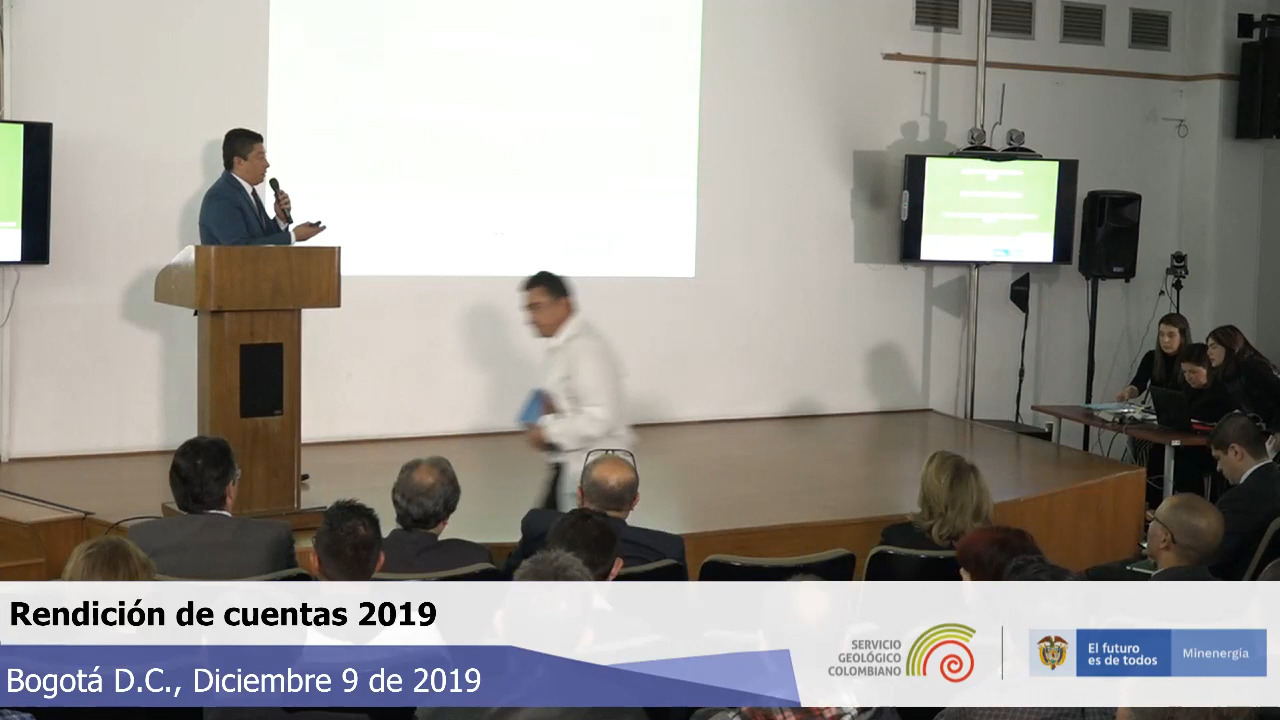 Rendición de cuentas 2019
Bogotá D.C., Diciembre 9 de 2019
SERVICIO
GEOLÓGICO
COLOMBIANO
El futuro
es de todos
Minenergía